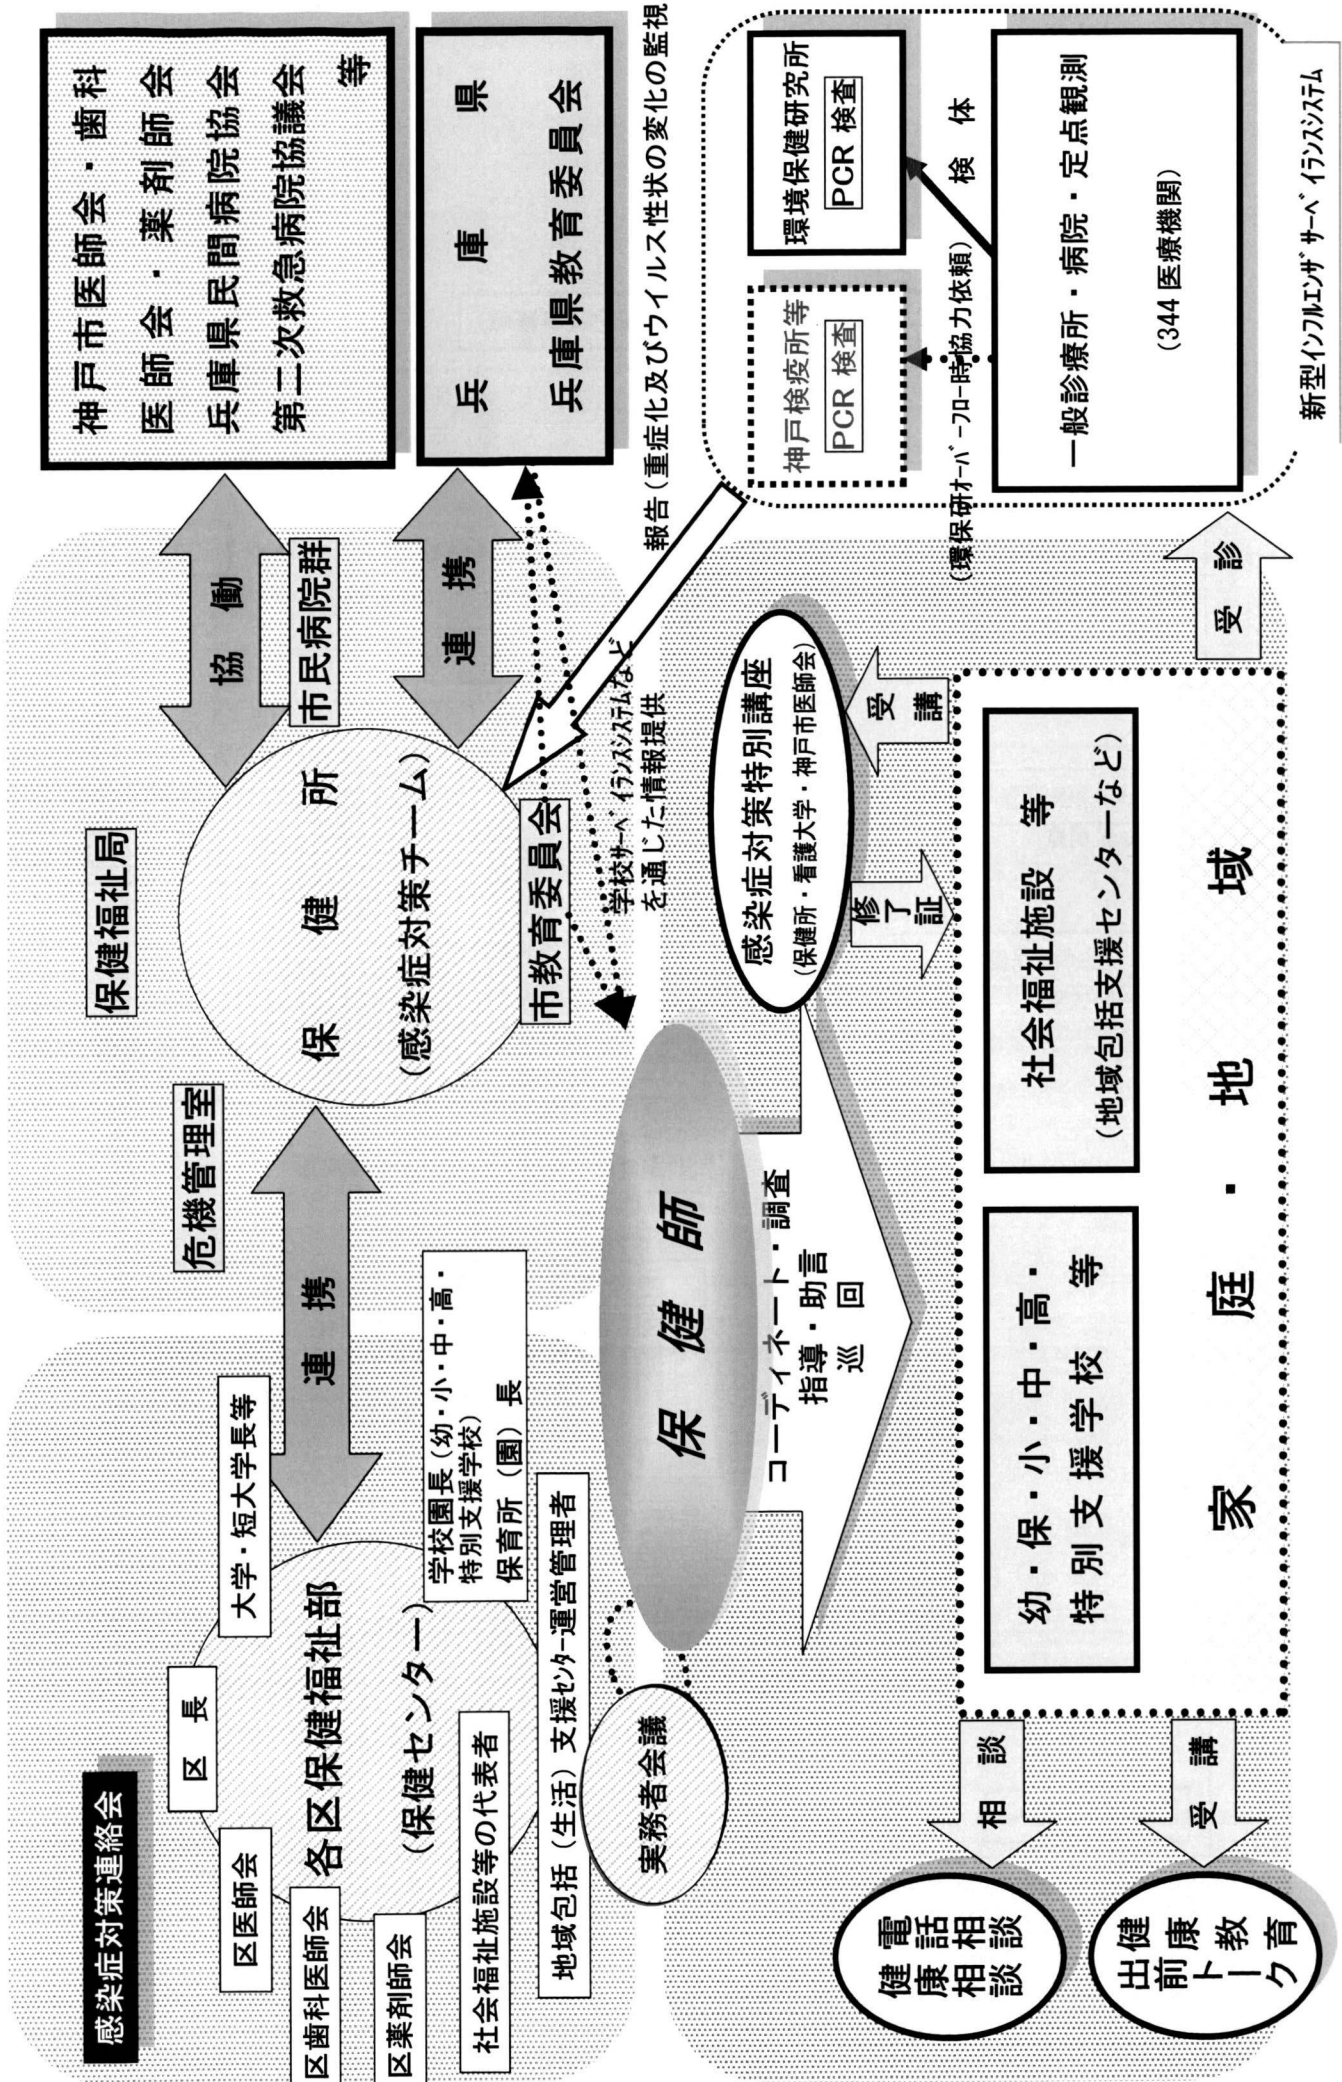 感染症対策連絡会
区　長
区医師会
区歯科医師会
区薬剤師会
各区保健福祉部
（保健センター）
大学・短大学長等
学校園長（幼・小・中・高・
特別支援学校）
保育所（園）長
社会福祉施設等の代表者
地域包括（生活）支援センター運営管理者
実務者会議
連　携
危機管理室
保健福祉局
保　健　所
（感染症対策チーム）
市民病院群
市教育委員会
協　働
連　携
神戸市医師会・歯科
医師会・薬剤師会
兵庫県民間病院協会
第二次救急病院協議会
等
兵　庫　県
兵庫県教育委員会
学校サーベイランスシステムなど
を通じた情報提供
報告（重症化及びウイルス性状の変化の監視
保　健　師
コーディネート・調査
指導・助言
巡　回
感染症対策特別講座
（保健所・看護大学・神戸市医師会）
受講
修了証
神戸検疫所等
PCR 検査
環境保健研究所
PCR 検査
（環保研オーバーフロー時協力依頼）
検　体
一般診療所・病院・定点観測
（344 医療機関）
新型インフルエンザサーベイランスシステム
受　診
幼・保・小・中・高・
特別支援学校　等
社会福祉施設　等
（地域包括支援センターなど）
家　庭　・　地　域
相　談
受　講
健康相談
電話相談
出前トーク
健康教育